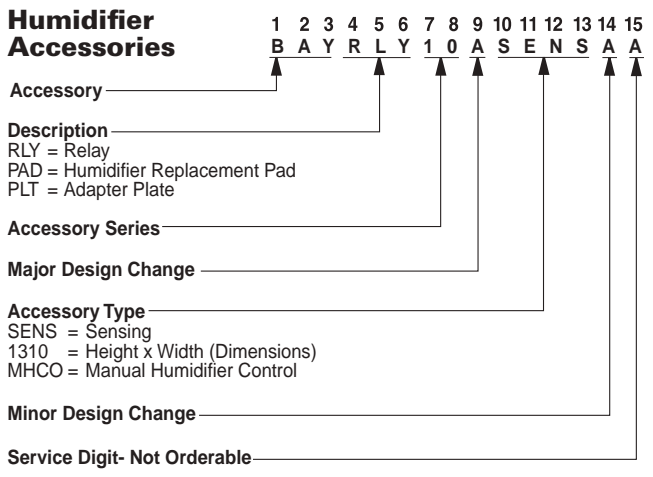 Humidifier
Accessories
1 2 3 4 5 6 7 8 9 10 11 12 13 14 15
B A Y R L Y 1 0 A S E N S A A
Accessory
Description
RLY = Relay
PAD = Humidifier Replacement Pad
PLT = Adapter Plate
Accessory Series
Major Design Change
Accessory Type
SENS = Sensing
1310 = Height x Width (Dimensions)
MHCO = Manual Humidifier Control
Minor Design Change
Service Digit- Not Orderable